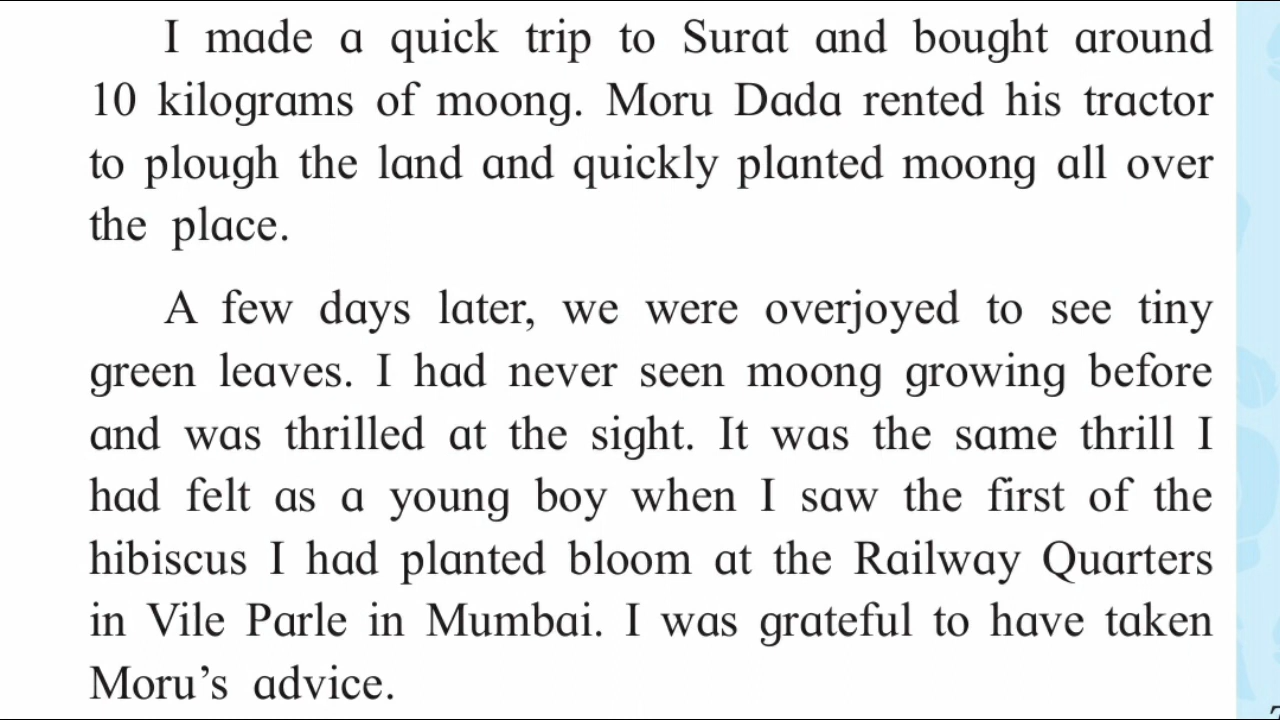 I made a quick trip to Surat and bought around
10 kilograms of moong. Moru Dada rented his tractor
to plough the land and quickly planted moong all over
the place.
A few days later, we were overjoyed to see tiny
green leaves. I had never seen moong growing before
and was thrilled at the sight. It was the same thrill I
had felt as a young boy when I saw the first of the
hibiscus I had planted bloom at the Railway Quarters
in Vile Parle in Mumbai. I was grateful to have taken
Moru’s advice.